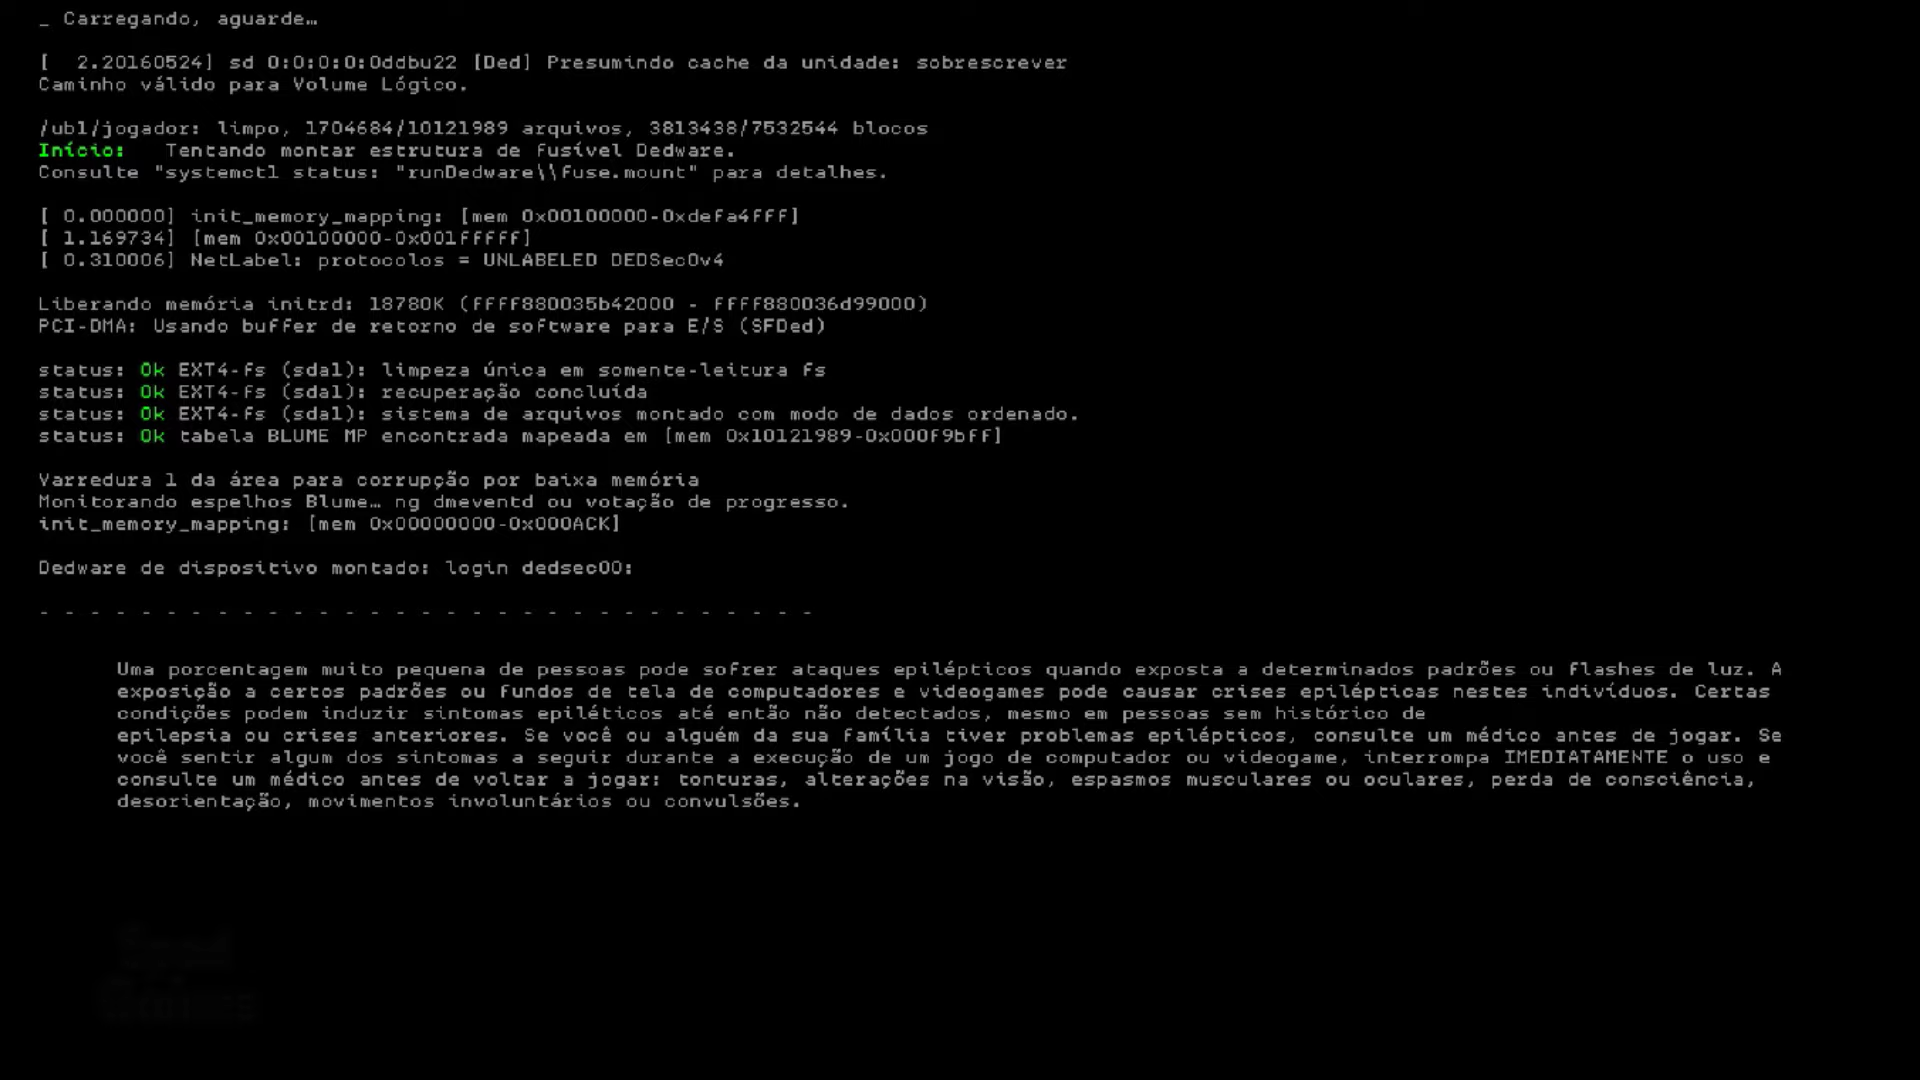 _ Carregando, aguarde…
[  2.20160524] sd 0:0:0:0:0ddbu22 [Ded] Presumindo cache da unidade: sobrescrever
Caminho válido para Volume Lógico.
/ub1/jogador: limpo, 1704684/10121989 arquivos, 3813438/7532544 blocos
Início:   Tentando montar estrutura de fusível Dedware.
Consulte "systemctl status: "runDedware\\fuse.mount" para detalhes.
[ 0.000000] init_memory_mapping: [mem 0x00100000-0xdefa4fff]
[ 1.169734] [mem 0x00100000-0x001fffff]
[ 0.310006] NetLabel: protocolos = UNLABELED DEDSec0v4
Liberando memória initrd: 18780K (ffff880035b42000 - ffff880036d99000)
PCI-DMA: Usando buffer de retorno de software para E/S (SFDed)
status: Ok EXT4-fs (sda1): limpeza única em somente-leitura fs
status: Ok EXT4-fs (sda1): recuperação concluída
status: Ok EXT4-fs (sda1): sistema de arquivos montado com modo de dados ordenado.
status: Ok tabela BLUME MP encontrada mapeada em [mem 0x10121989-0x000f9bff]
Varredura 1 da área para corrupção por baixa memória
Monitorando espelhos Blume… ng dmeventd ou votação de progresso.
init_memory_mapping: [mem 0x00000000-0x000ACK]
Dedware de dispositivo montado: login dedsec00:
- - - - - - - - - - - - - - - - - - - - - - - - - - - - - - -
Uma porcentagem muito pequena de pessoas pode sofrer ataques epilépticos quando exposta a determinados padrões ou flashes de luz. A
exposição a certos padrões ou fundos de tela de computadores e videogames pode causar crises epilépticas nestes indivíduos. Certas
condições podem induzir sintomas epiléticos até então não detectados, mesmo em pessoas sem histórico de
epilepsia ou crises anteriores. Se você ou alguém da sua família tiver problemas epilépticos, consulte um médico antes de jogar. Se
você sentir algum dos sintomas a seguir durante a execução de um jogo de computador ou videogame, interrompa IMEDIATAMENTE o uso e
consulte um médico antes de voltar a jogar: tonturas, alterações na visão, espasmos musculares ou oculares, perda de consciência,
desorientação, movimentos involuntários ou convulsões.